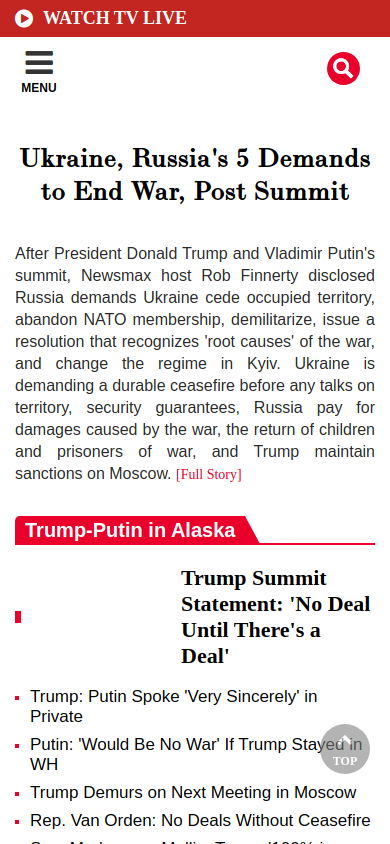 WATCH TV LIVE
MENU
Ukraine, Russia's 5 Demands
to End War, Post Summit
After President Donald Trump and Vladimir Putin's
summit, Newsmax host Rob Finnerty disclosed
Russia demands Ukraine cede occupied territory,
abandon NATO membership, demilitarize, issue a
resolution that recognizes 'root causes' of the war,
and change the regime in Kyiv. Ukraine is
demanding a durable ceasefire before any talks on
territory, security guarantees, Russia pay for
damages caused by the war, the return of children
and prisoners of war, and Trump maintain
sanctions on Moscow. [Full Story]
Trump-Putin in Alaska
Trump Summit
Statement: 'No Deal
Until There's a
Deal'
Trump: Putin Spoke 'Very Sincerely' in
Private
Putin: 'Would Be No War' If Trump Stayed in
WH
TOP
Trump Demurs on Next Meeting in Moscow
Rep. Van Orden: No Deals Without Ceasefire